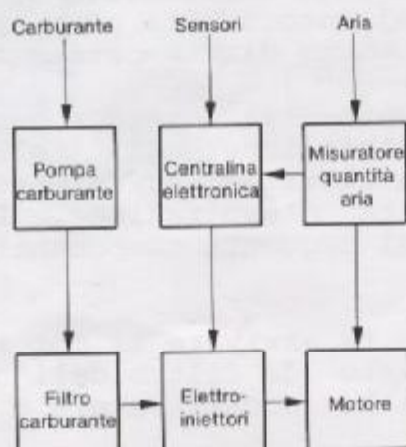 Carburante
Sensori
Aria
Pompa
carburante
Centralina
elettronica
Misuratore
quantità
aria
Filtro
carburante
Elettro-
iniettori
Motore